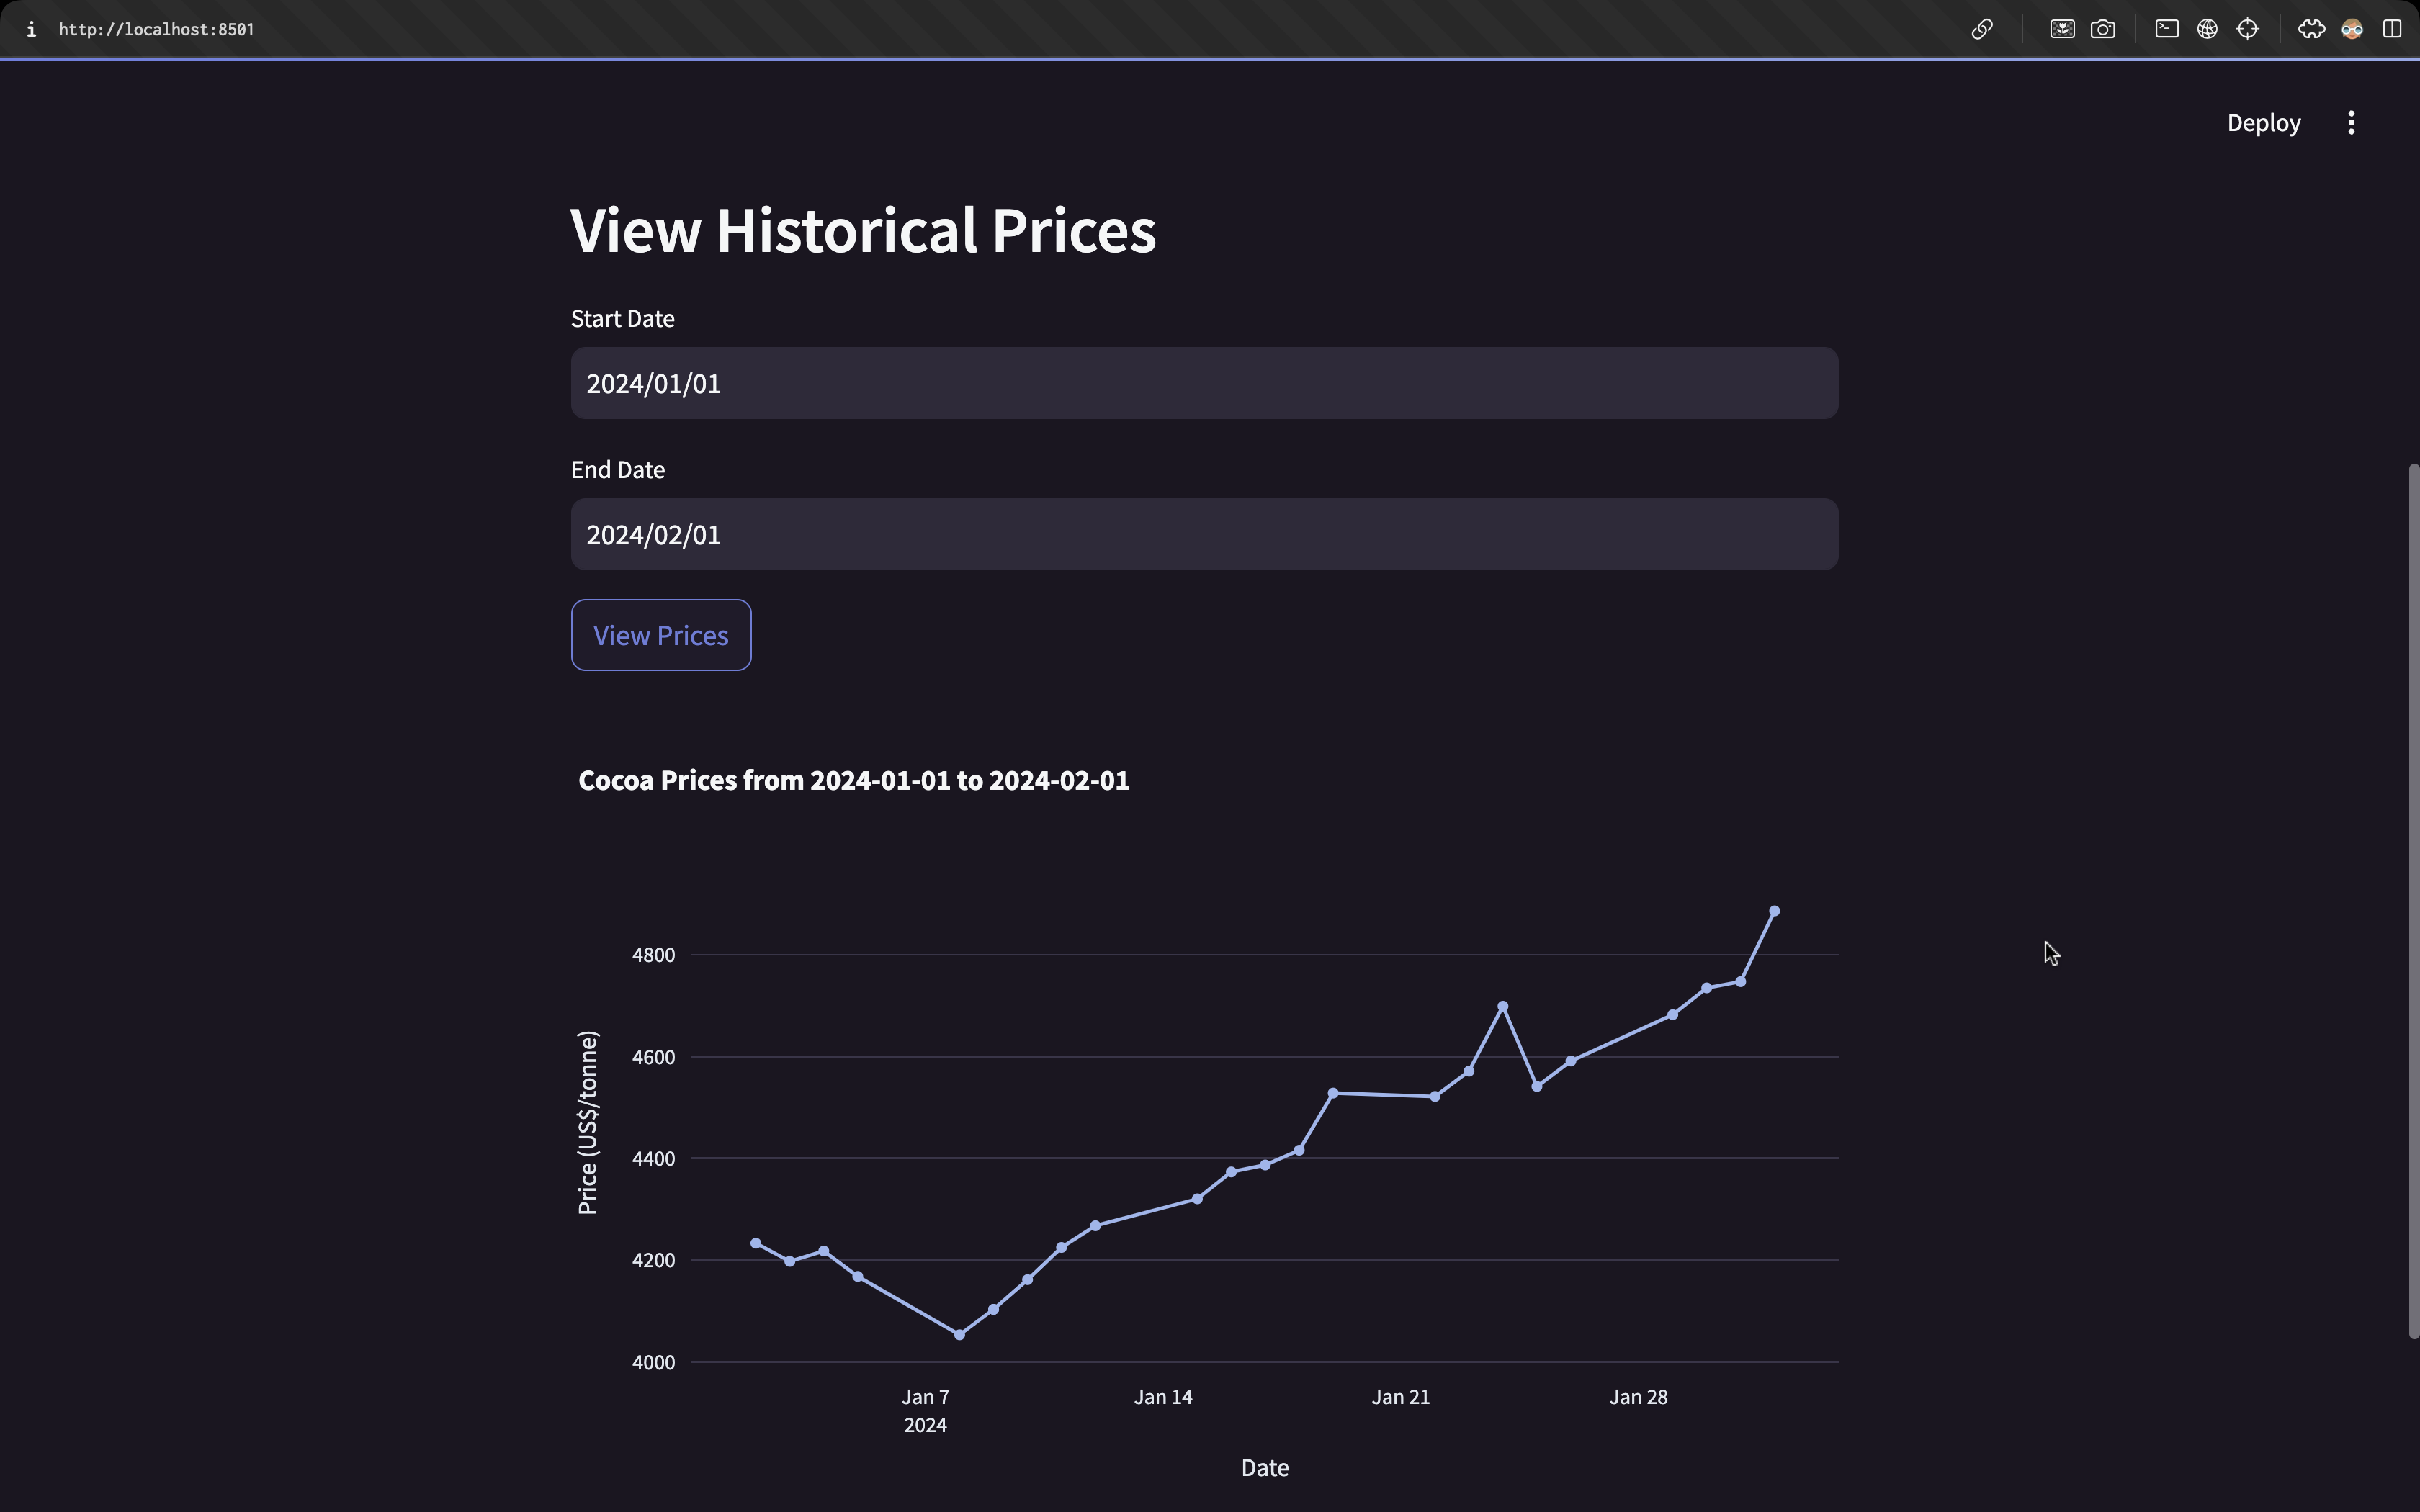 http://localhost:8501
Deploy
View Historical Prices
Start Date
2024/01/01
End Date
2024/02/01
View Prices
Cocoa Prices from 2024-01-01 to 2024-02-01
Price (US$/tonne)
4800
4600
4400
4200
4000
Jan 7
2024
Jan 14
Jan 21
Jan 28
Date